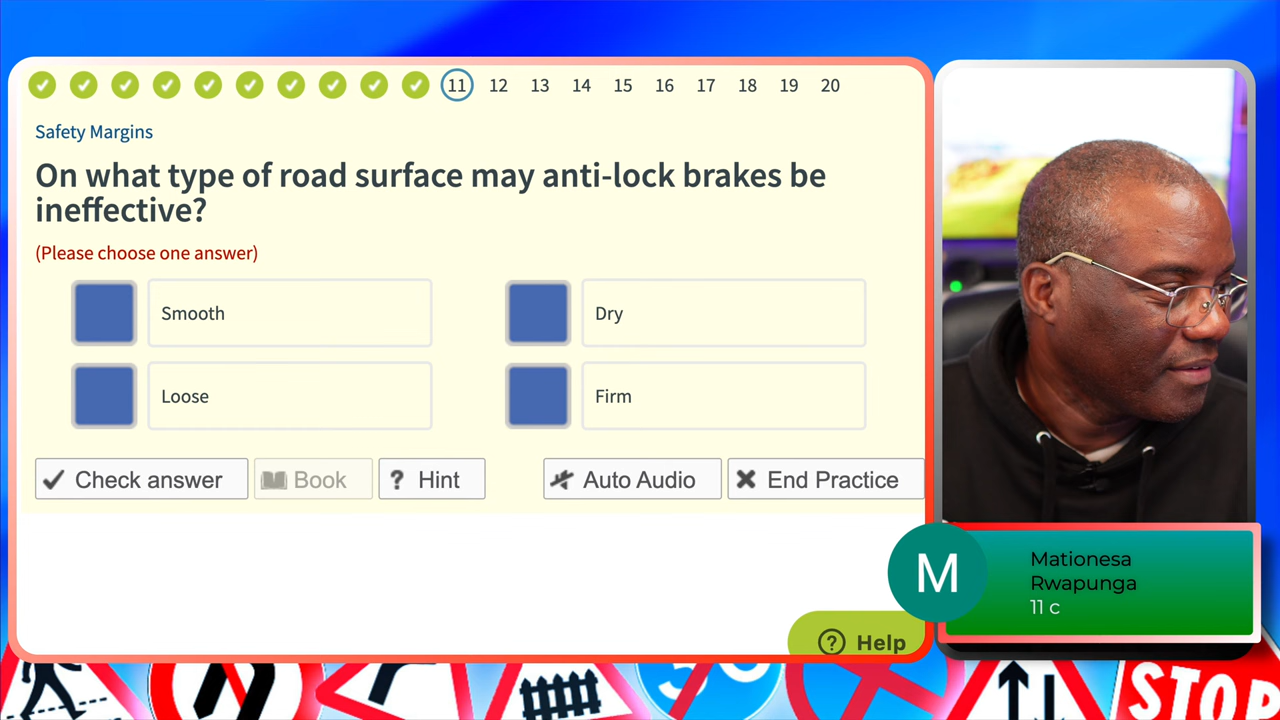 11 12 13 14 15 16 17 18 19 20
Safety Margins
On what type of road surface may anti-lock brakes be
ineffective?
(Please choose one answer)
Smooth
Dry
Loose
Firm
Check answer
Book
? Hint
Auto Audio
End Practice
M
Mationesa
Rwapunga
11 c
? Help
STOP